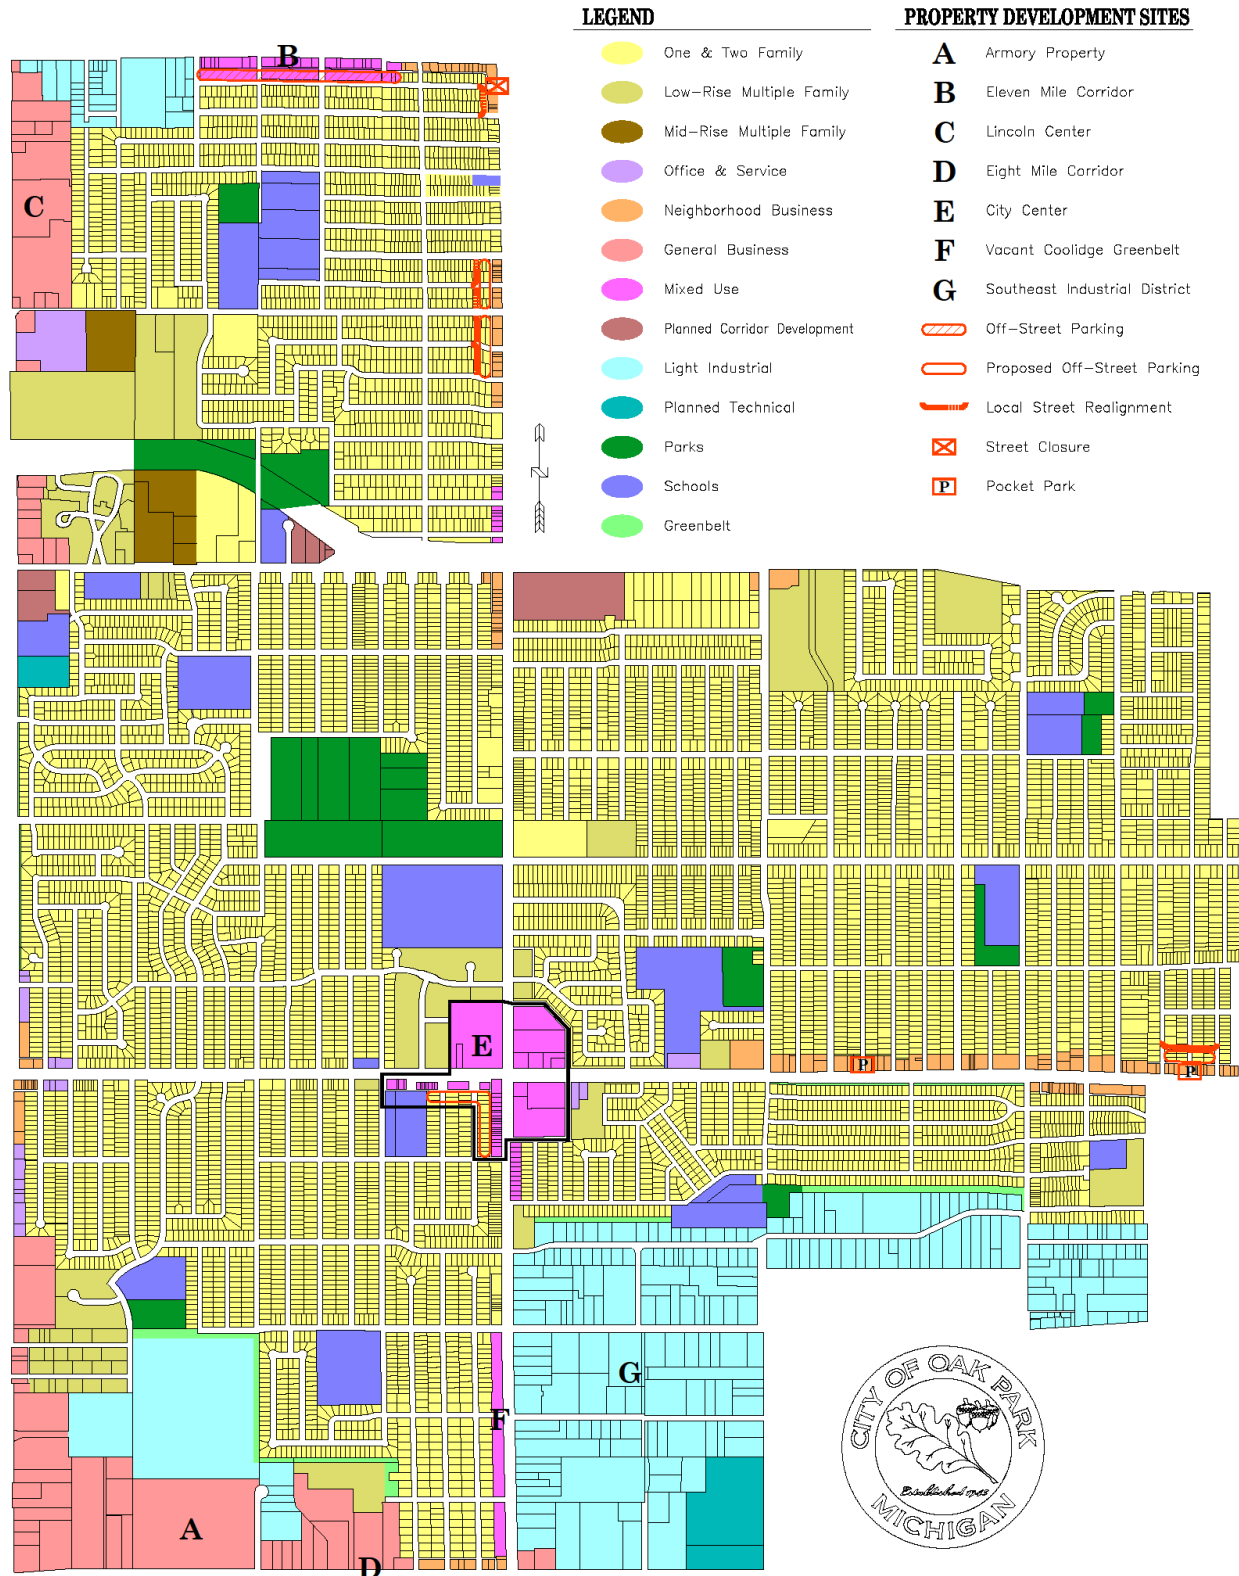 LEGEND
One & Two Family
Low-Rise Multiple Family
Mid-Rise Multiple Family
Office & Service
Neighborhood Business
General Business
Mixed Use
Planned Corridor Development
Light Industrial
Planned Technical
Parks
Schools
Greenbelt
PROPERTY DEVELOPMENT SITES
A Armory Property
B Eleven Mile Corridor
C Lincoln Center
D Eight Mile Corridor
E City Center
F Vacant Coolidge Greenbelt
G Southeast Industrial District
Off-Street Parking
Proposed Off-Street Parking
Local Street Realignment
Street Closure
P Pocket Park
B
C
N
E
P
P
G
F
A
D
CITY OF OAK PARK
Established 1945
MICHIGAN